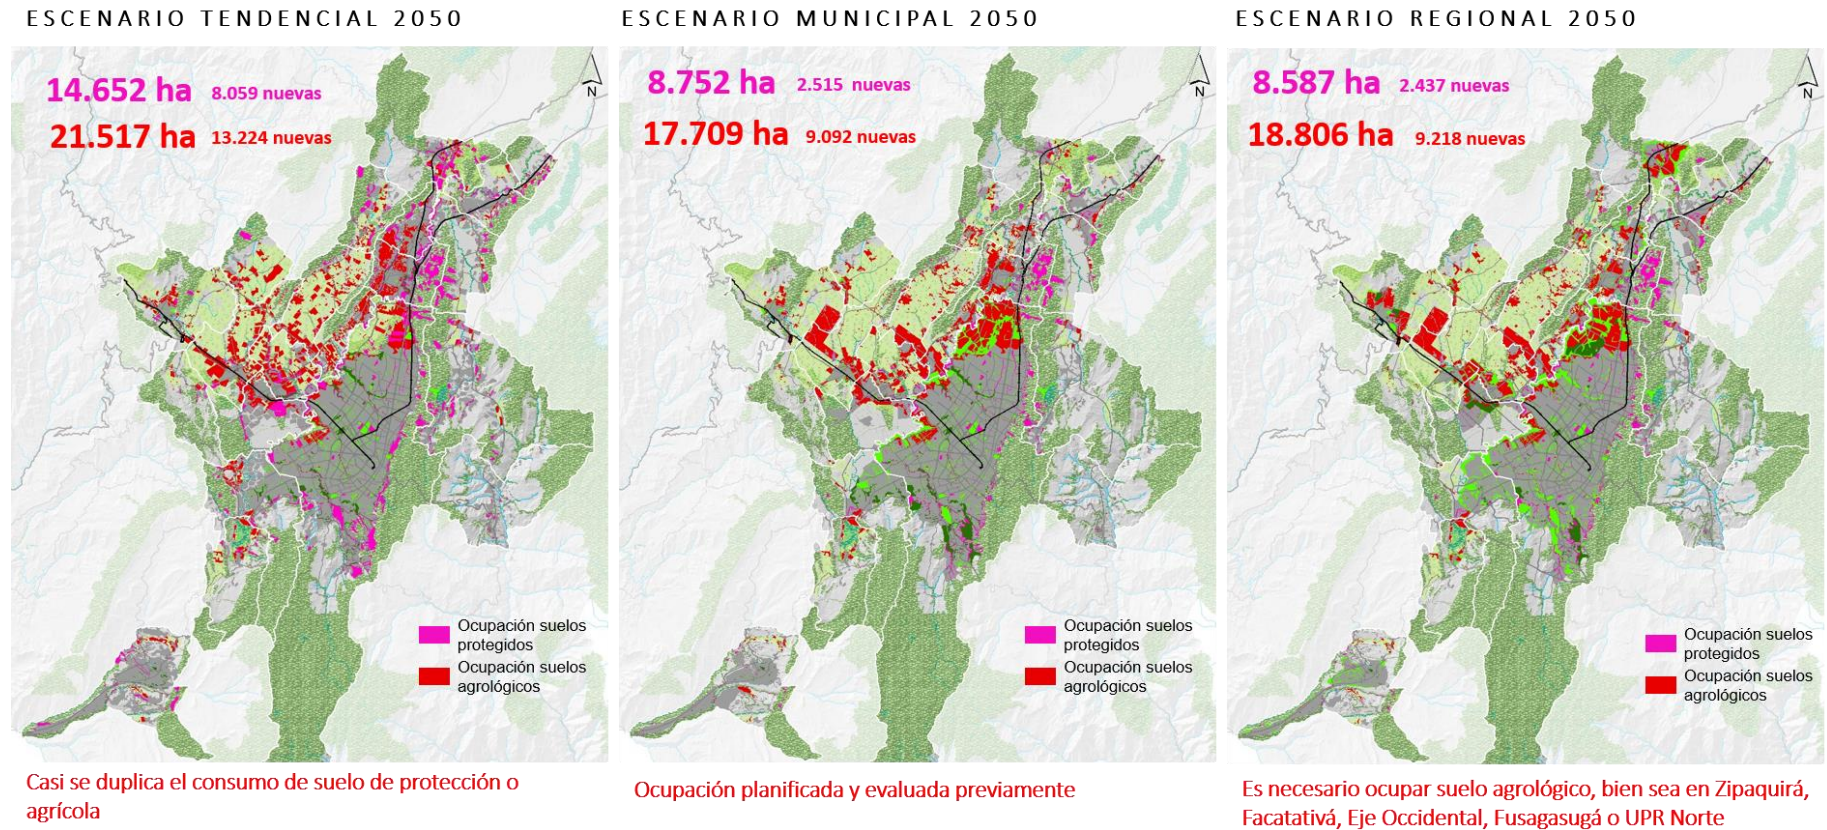 ESCENARIO TENDENCIAL 2050
14.652 ha 8.059 nuevas
21.517 ha 13.224 nuevas
N
Ocupación suelos
protegidos
Ocupación suelos
agrológicos
Casi se duplica el consumo de suelo de protección o
agrícola
ESCENARIO MUNICIPAL 2050
8.752 ha 2.515 nuevas
17.709 ha 9.092 nuevas
N
Ocupación suelos
protegidos
Ocupación suelos
agrológicos
Ocupación planificada y evaluada previamente
ESCENARIO REGIONAL 2050
8.587 ha 2.437 nuevas
18.806 ha 9.218 nuevas
N
Ocupación suelos
protegidos
Ocupación suelos
agrológicos
Es necesario ocupar suelo agrológico, bien sea en Zipaquirá,
Facatativá, Eje Occidental, Fusagasugá o UPR Norte